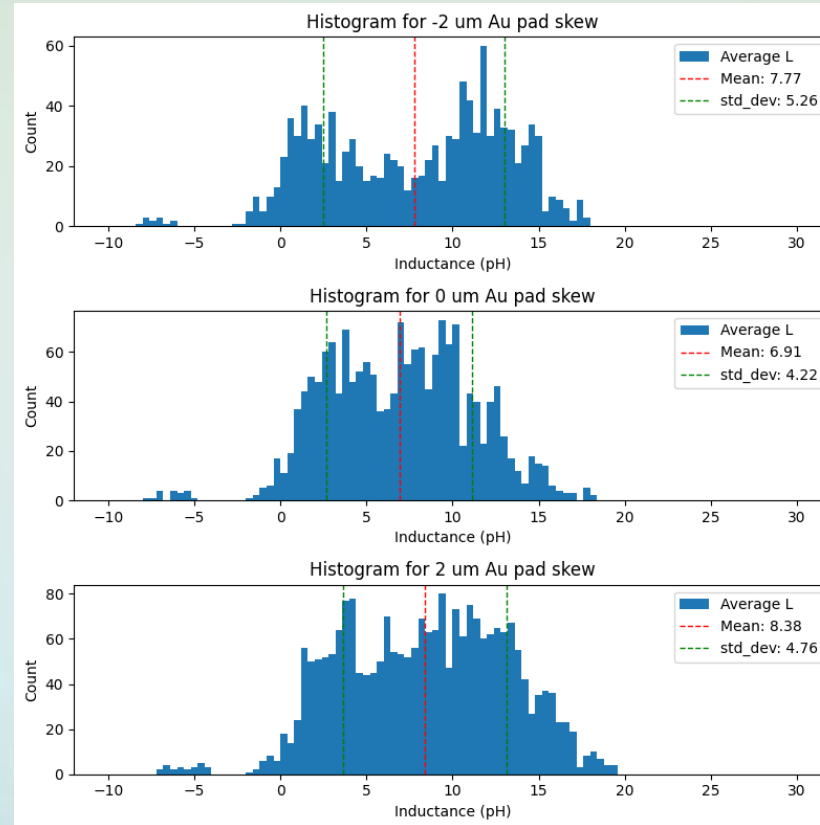 Histogram for -2 um Au pad skew
60
40
20
0
Count
Average L
Mean: 7.77
std_dev: 5.26
−10 −5 0 5 10 15 20 25 30
Inductance (pH)
Histogram for 0 um Au pad skew
60
40
20
0
Count
Average L
Mean: 6.91
std_dev: 4.22
−10 −5 0 5 10 15 20 25 30
Inductance (pH)
Histogram for 2 um Au pad skew
80
60
40
20
0
Count
Average L
Mean: 8.38
std_dev: 4.76
−10 −5 0 5 10 15 20 25 30
Inductance (pH)